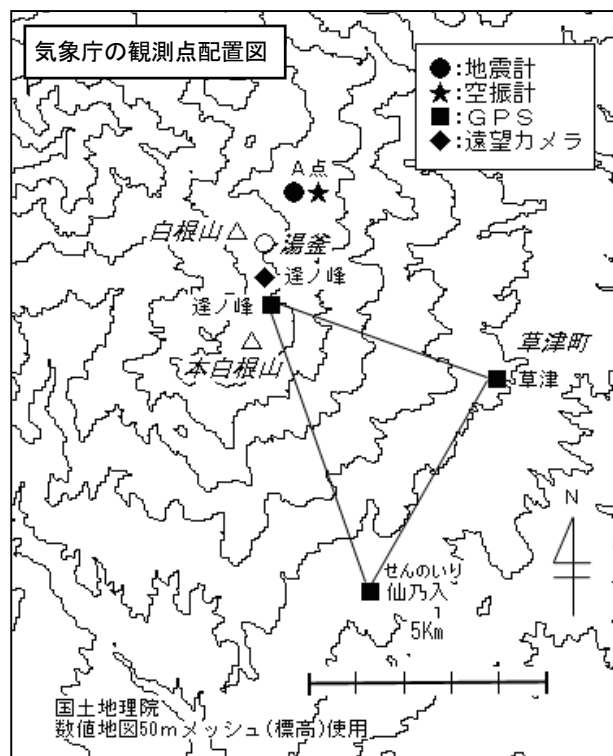 気象庁の観測点配置図
●:地震計
★:空振計
■:GPS
◆:遠望カメラ
A点
白根山
湯釜
逢ノ峰
逢ノ峰
本白根山
草津町
草津
N
せんのいり
仙乃入
5Km
国土地理院
数値地図50mメッシュ(標高)使用